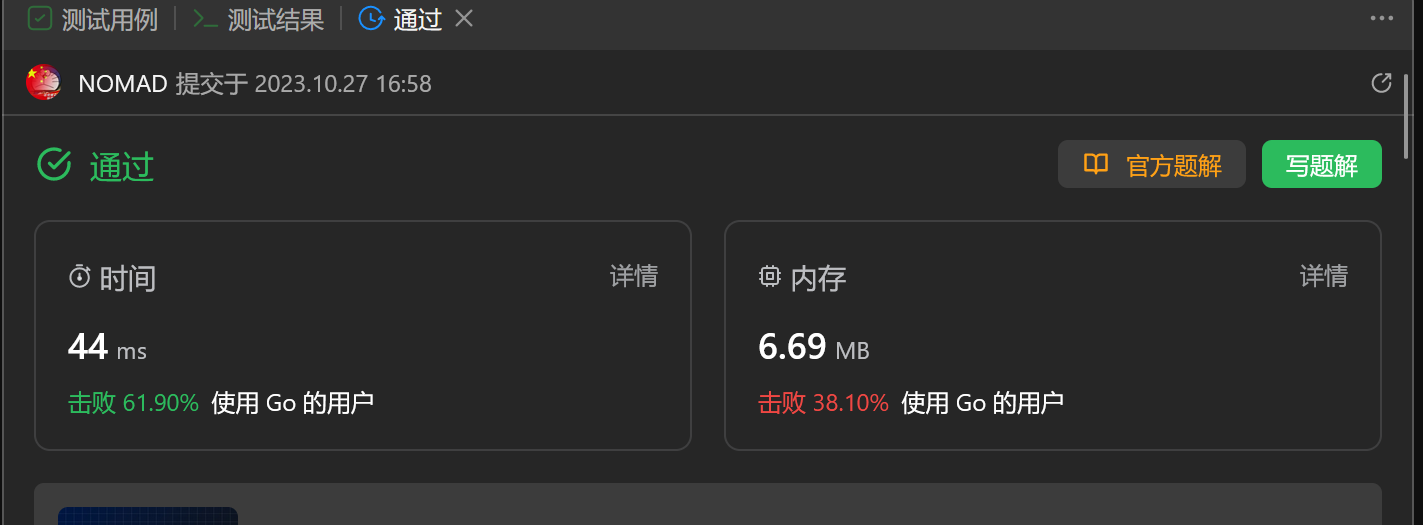 测试用例 测试结果 通过
NOMAD 提交于 2023.10.27 16:58
通过 官方题解 写题解
时间 详情
44 ms
击败 61.90% 使用 Go 的用户
内存 详情
6.69 MB
击败 38.10% 使用 Go 的用户